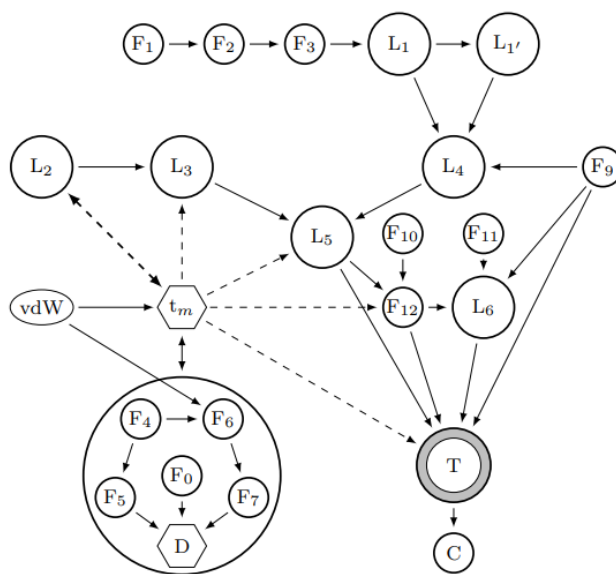 F1 F2 F3 L1 L1′
L2 L3 L4 F9
L5 F10 F11
vdW tm F12 L6
F4 F6
F0
F5 F7
D
T
C